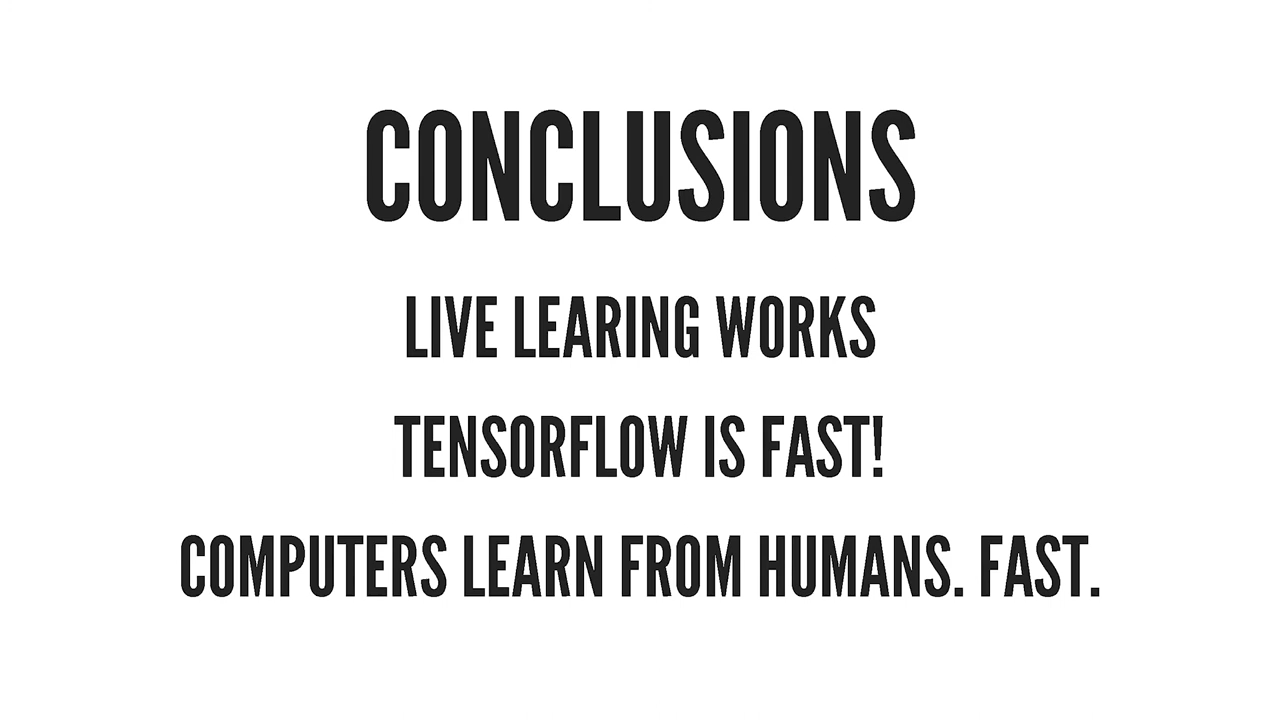 CONCLUSIONS
LIVE LEARING WORKS
TENSORFLOW IS FAST!
COMPUTERS LEARN FROM HUMANS. FAST.